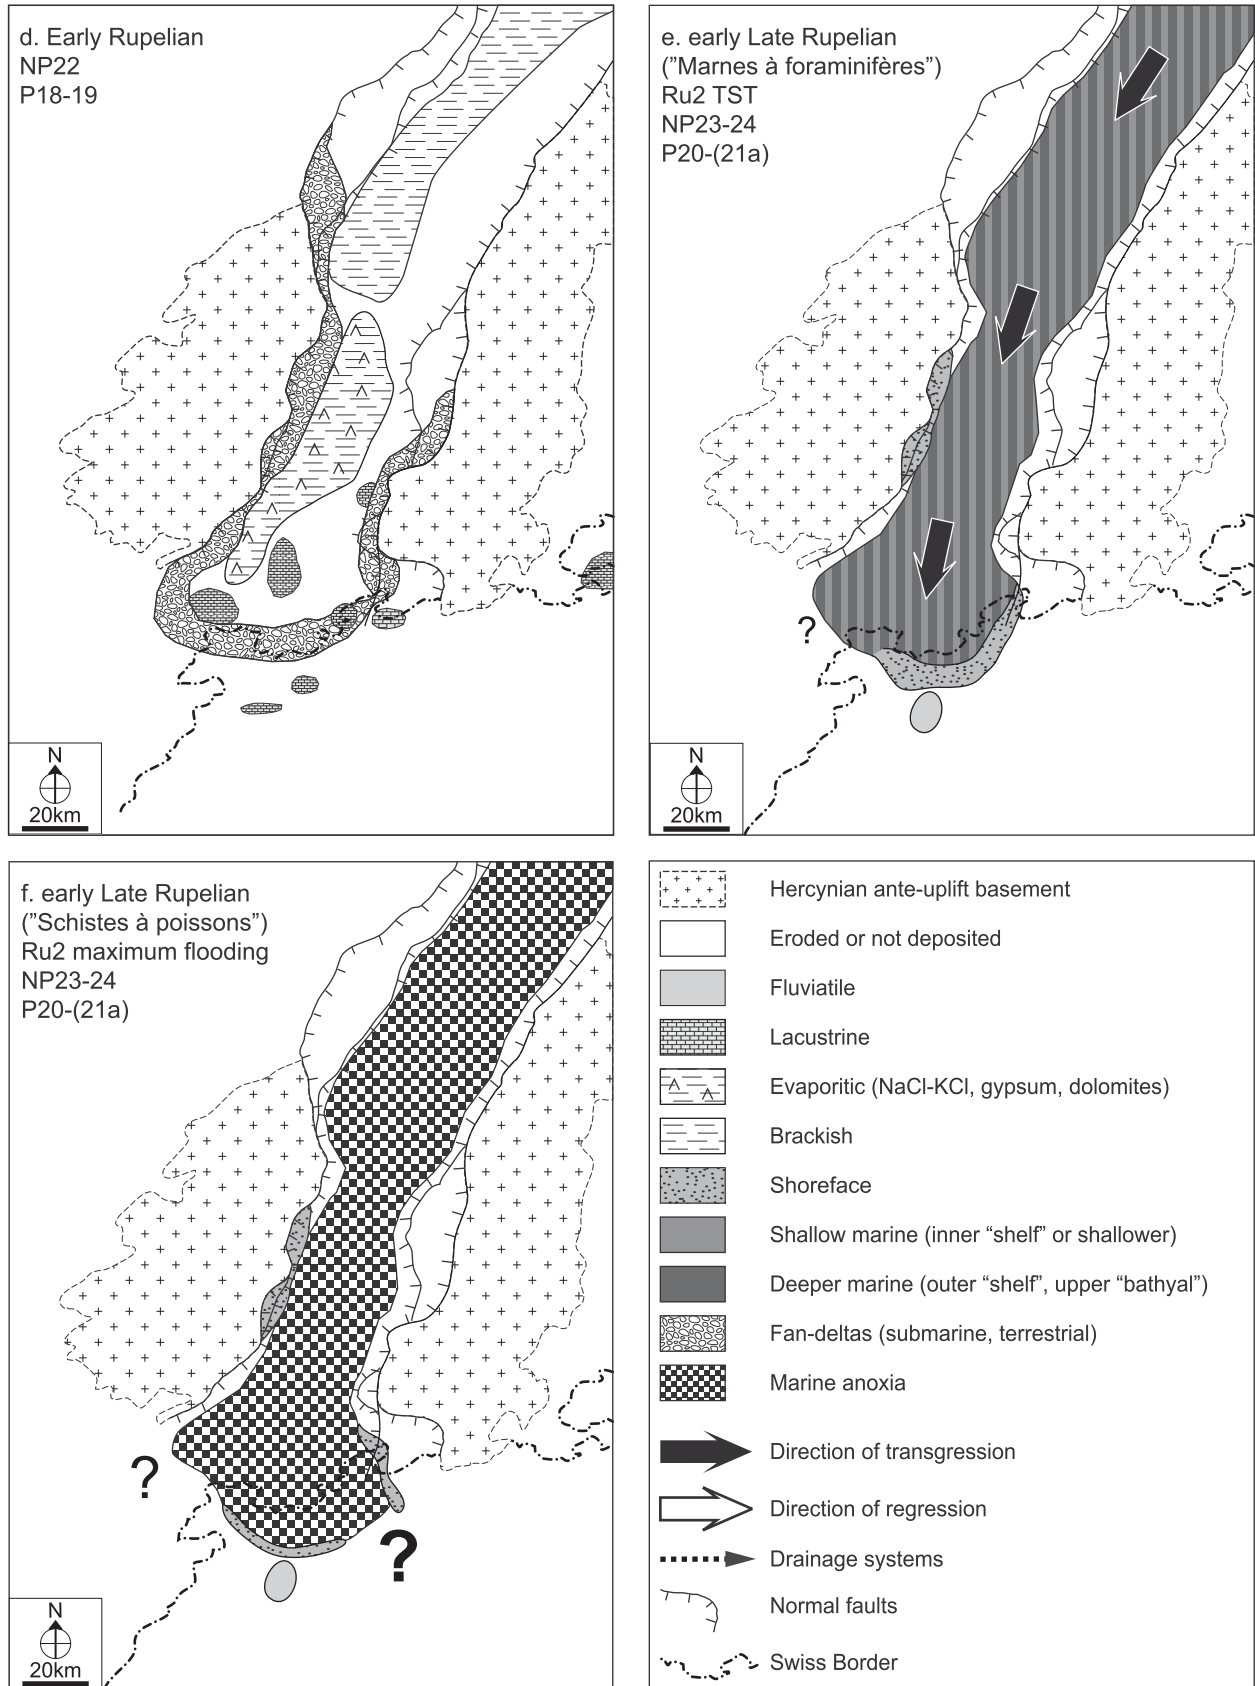 d. Early Rupelian
NP22
P18-19
N
20km
e. early Late Rupelian
("Marnes à foraminifères")
Ru2 TST
NP23-24
P20-(21a)
?
N
20km
f. early Late Rupelian
("Schistes à poissons")
Ru2 maximum flooding
NP23-24
P20-(21a)
?
?
N
20km
Hercynian ante-uplift basement
Eroded or not deposited
Fluviatile
Lacustrine
Evaporitic (NaCl-KCl, gypsum, dolomites)
Brackish
Shoreface
Shallow marine (inner “shelf” or shallower)
Deeper marine (outer “shelf”, upper “bathyal”)
Fan-deltas (submarine, terrestrial)
Marine anoxia
Direction of transgression
Direction of regression
Drainage systems
Normal faults
Swiss Border